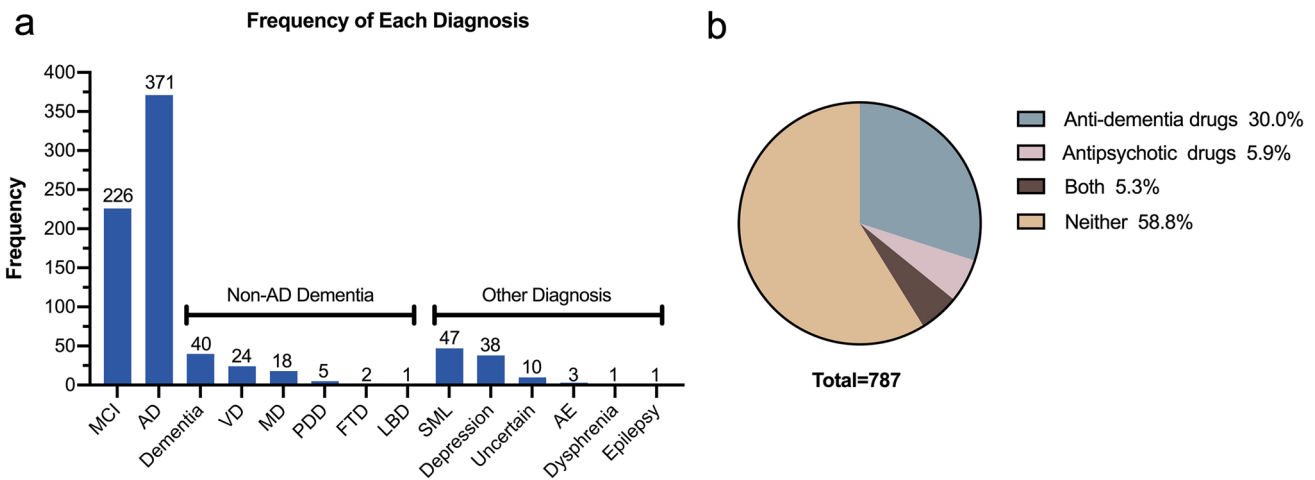 a
Frequency of Each Diagnosis
Frequency
400
350
300
250
200
150
100
50
0
226
371
40
24
18
5
2
1
47
38
10
3
1
1
Non-AD Dementia
Other Diagnosis
MCI
AD
Dementia
VD
MD
PDD
FTD
LBD
SML
Depression
Uncertain
AE
Dysphrenia
Epilepsy
b
Anti-dementia drugs 30.0%
Antipsychotic drugs 5.9%
Both 5.3%
Neither 58.8%
Total=787